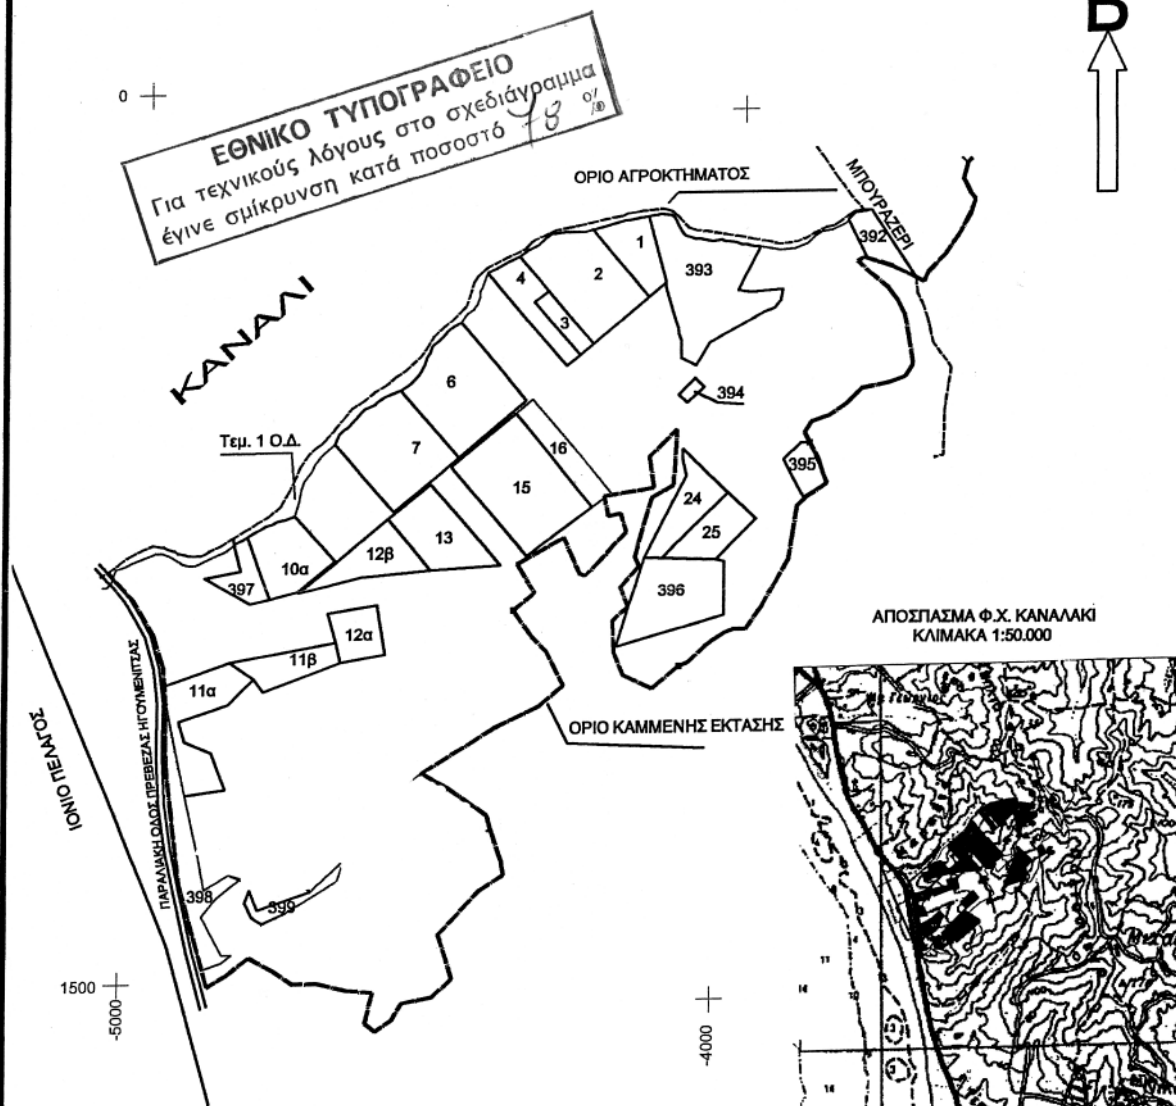 Β
0
ΕΘΝΙΚΟ ΤΥΠΟΓΡΑΦΕΙΟ
Για τεχνικούς λόγους στο σχεδιάγραμμα
έγινε σμίκρυνση κατά ποσοστό 78 %
ΟΡΙΟ ΑΓΡΟΚΤΗΜΑΤΟΣ
ΜΠΟΥΡΑΖΕΡΙ
392
1
2
393
4
3
ΚΑΝΑΛΙ
6
394
Τεμ. 1 Ο.Δ.
7
16
395
15
24
25
13
12β
10α
397
396
12α
11β
11α
ΑΠΟΣΠΑΣΜΑ Φ.Χ. ΚΑΝΑΛΑΚΙ
ΚΛΙΜΑΚΑ 1:50.000
ΟΡΙΟ ΚΑΜΜΕΝΗΣ ΕΚΤΑΣΗΣ
ΙΟΝΙΟ ΠΕΛΑΓΟΣ
ΠΑΡΑΛΙΑΚΗ ΟΔΟΣ ΠΡΕΒΕΖΑΣ ΗΓΟΥΜΕΝΙΤΣΑΣ
398
399
1500
-5000
-4000